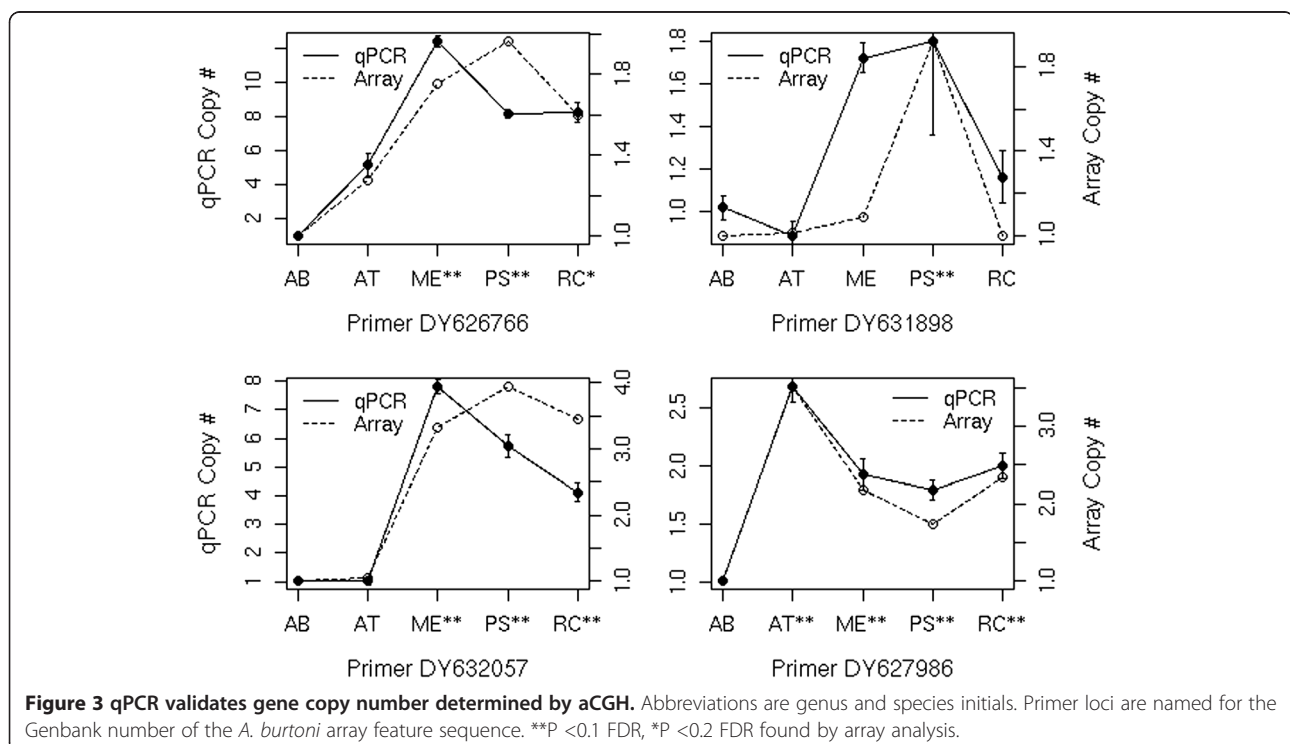 qPCR Copy #
2 4 6 8 10
qPCR
Array
1.0 1.4 1.8
AB AT ME** PS** RC*
Primer DY626766
1.0 1.2 1.4 1.6 1.8
qPCR
Array
1.0 1.4 1.8
Array Copy #
AB AT ME PS** RC
Primer DY631898
qPCR Copy #
1 2 3 4 5 6 7 8
qPCR
Array
1.0 2.0 3.0 4.0
AB AT ME** PS** RC**
Primer DY632057
1.0 1.5 2.0 2.5
qPCR
Array
1.0 2.0 3.0
Array Copy #
AB AT** ME** PS** RC**
Primer DY627986
Figure 3 qPCR validates gene copy number determined by aCGH. Abbreviations are genus and species initials. Primer loci are named for the
Genbank number of the A. burtoni array feature sequence. **P <0.1 FDR, *P <0.2 FDR found by array analysis.